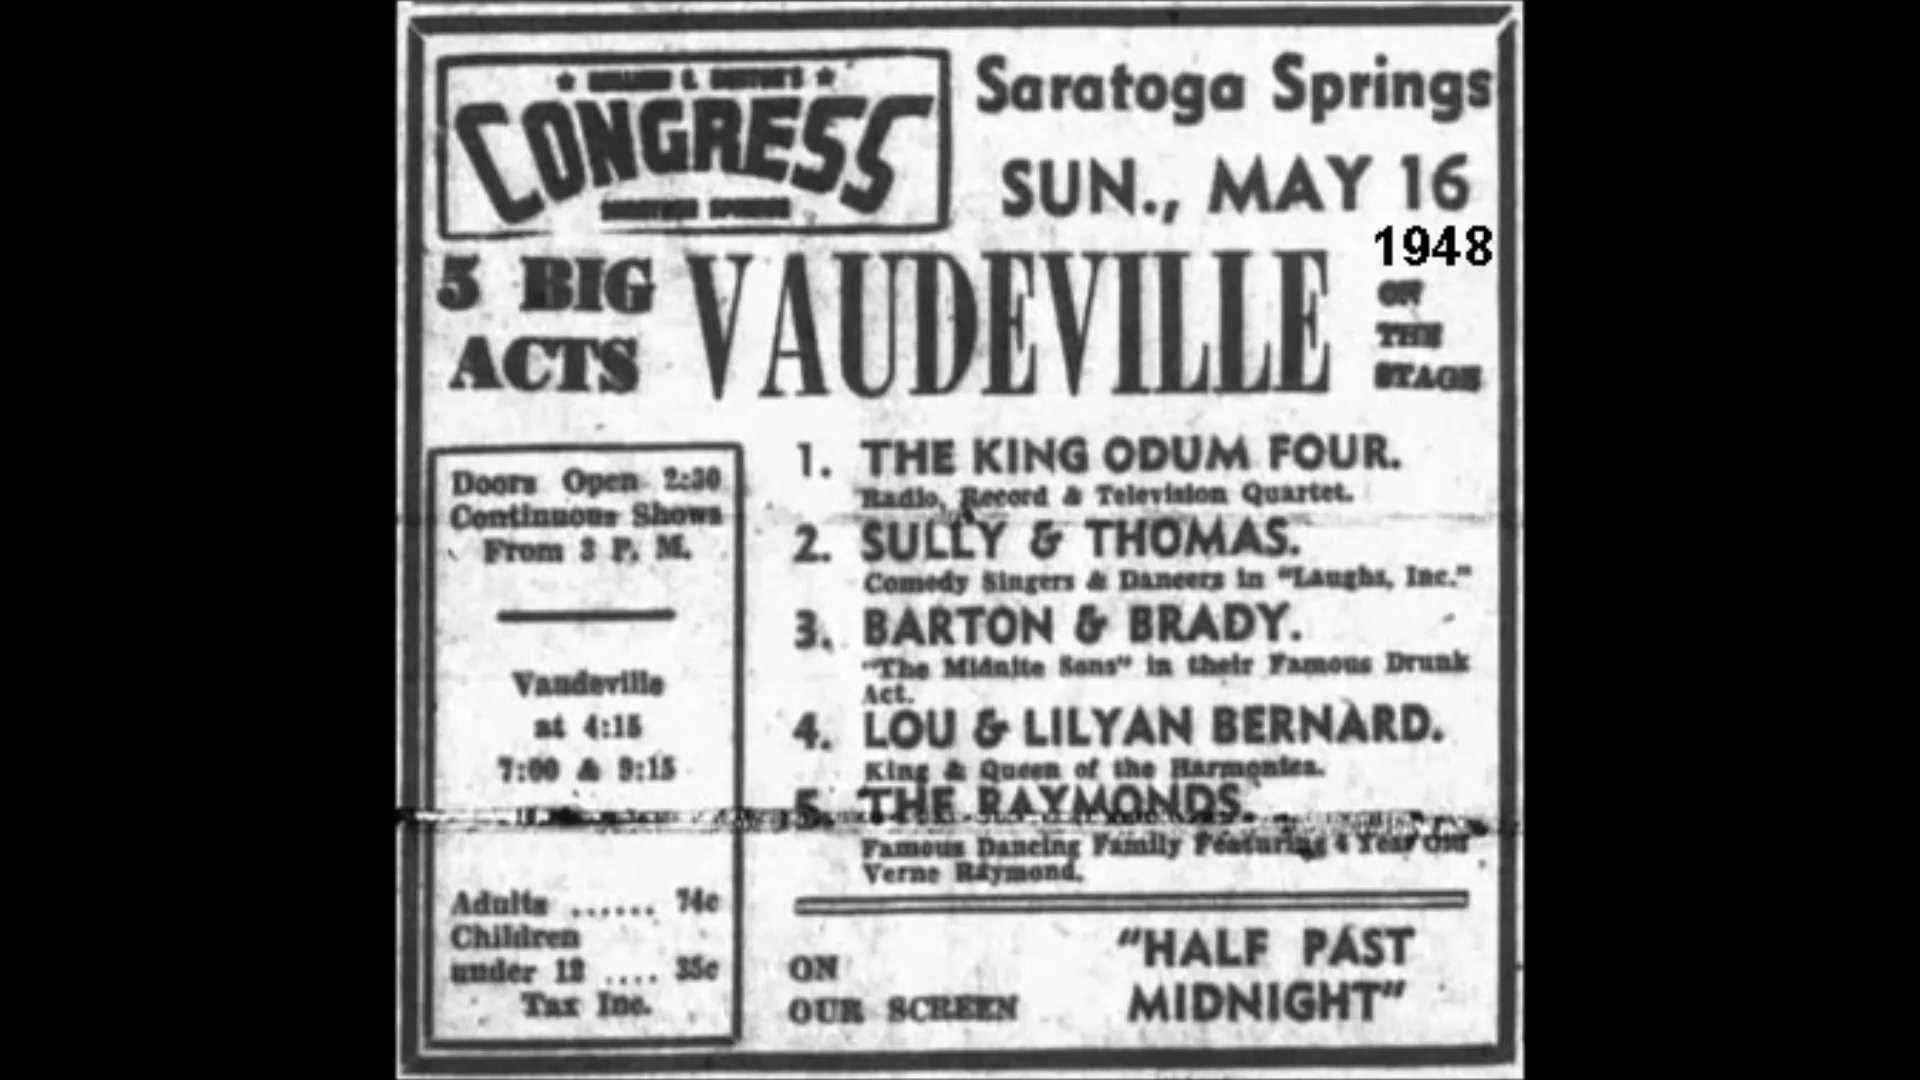 CONGRESS
SARATOGA SPRINGS
Saratoga Springs
SUN., MAY 16
1948
5 BIG
ACTS
VAUDEVILLE
ON
THE
STAGE
Doors Open 2:30
Continuous Shows
From 3 P. M.
Vaudeville
at 4:15
7:00 & 9:15
Adults ...... 74c
Children
under 12 .... 35c
Tax Inc.
1. THE KING ODUM FOUR.
Radio, Record & Television Quartet.
2. SULLY & THOMAS.
Comedy Singers & Dancers in "Laughs, Inc."
3. BARTON & BRADY.
"The Midnite Sons" in their Famous Drunk
Act.
4. LOU & LILYAN BERNARD.
King & Queen of the Harmonica.
5. THE RAYMONDS.
Famous Dancing Family Featuring 4 Year Old
Verne Raymond.
ON
OUR SCREEN
"HALF PAST
MIDNIGHT"